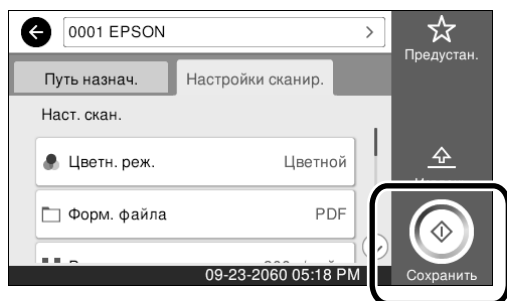 0001 EPSON
Предустан.
Путь назнач.
Настройки сканир.
Наст. скан.
Цветн. реж.
Цветной
Форм. файла
PDF
09-23-2060 05:18 PM
Сохранить